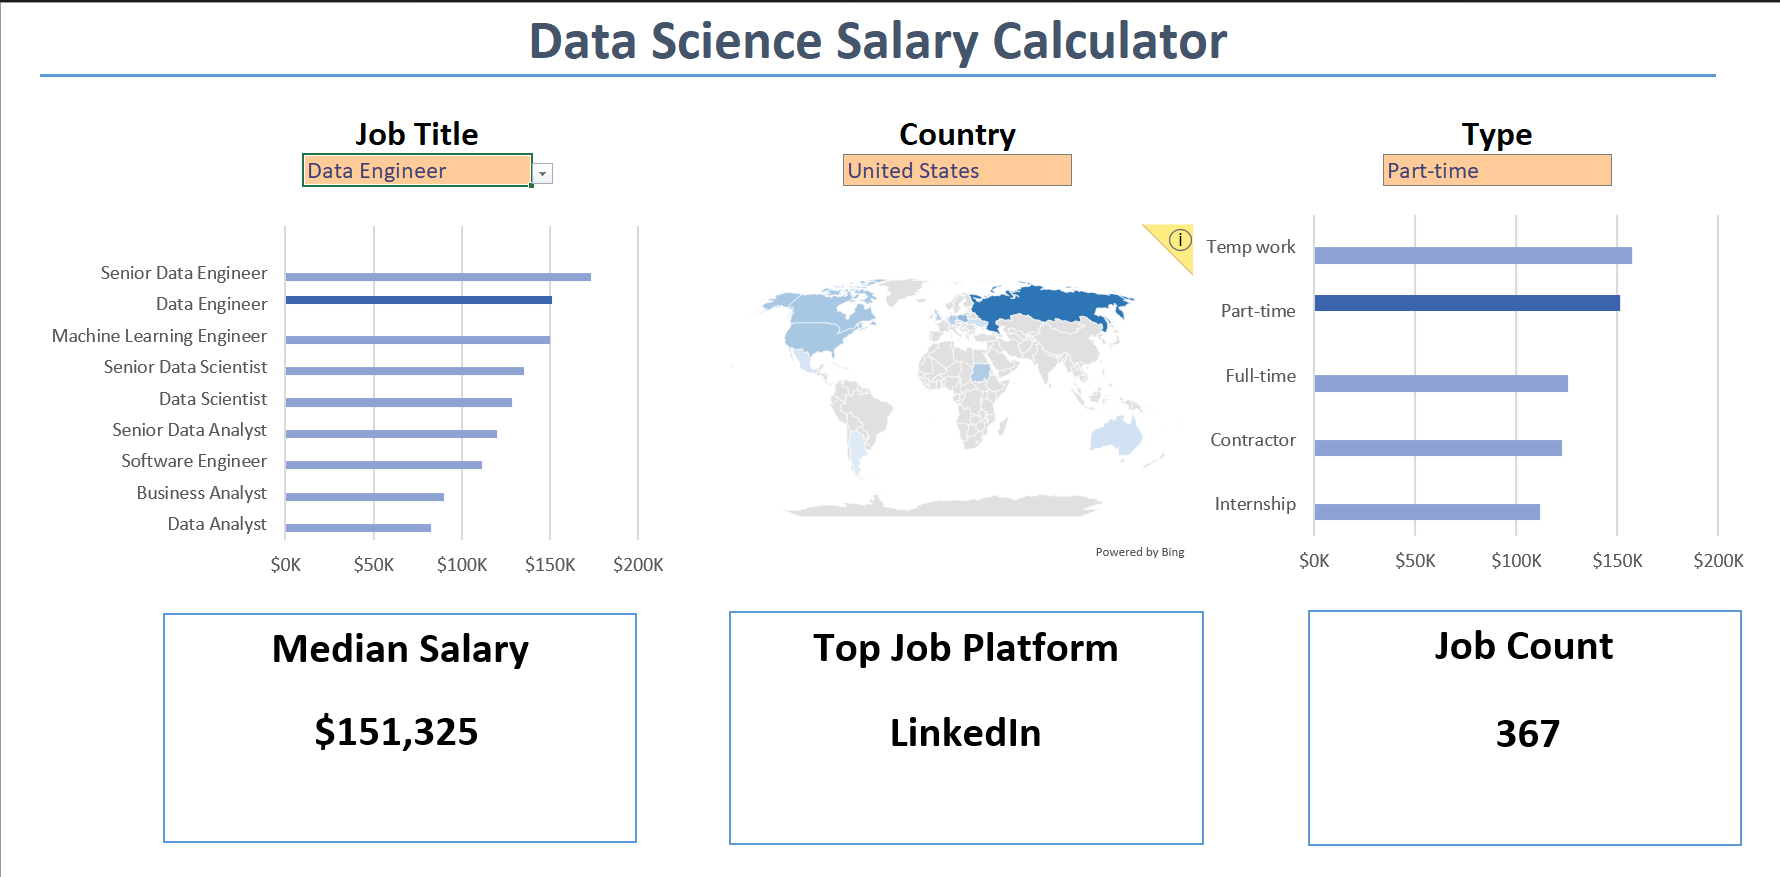 Data Science Salary Calculator
Job Title
Data Engineer
Country
United States
Type
Part-time
Senior Data Engineer
Data Engineer
Machine Learning Engineer
Senior Data Scientist
Data Scientist
Senior Data Analyst
Software Engineer
Business Analyst
Data Analyst
$0K $50K $100K $150K $200K
i
Powered by Bing
Temp work
Part-time
Full-time
Contractor
Internship
$0K $50K $100K $150K $200K
Median Salary
$151,325
Top Job Platform
LinkedIn
Job Count
367